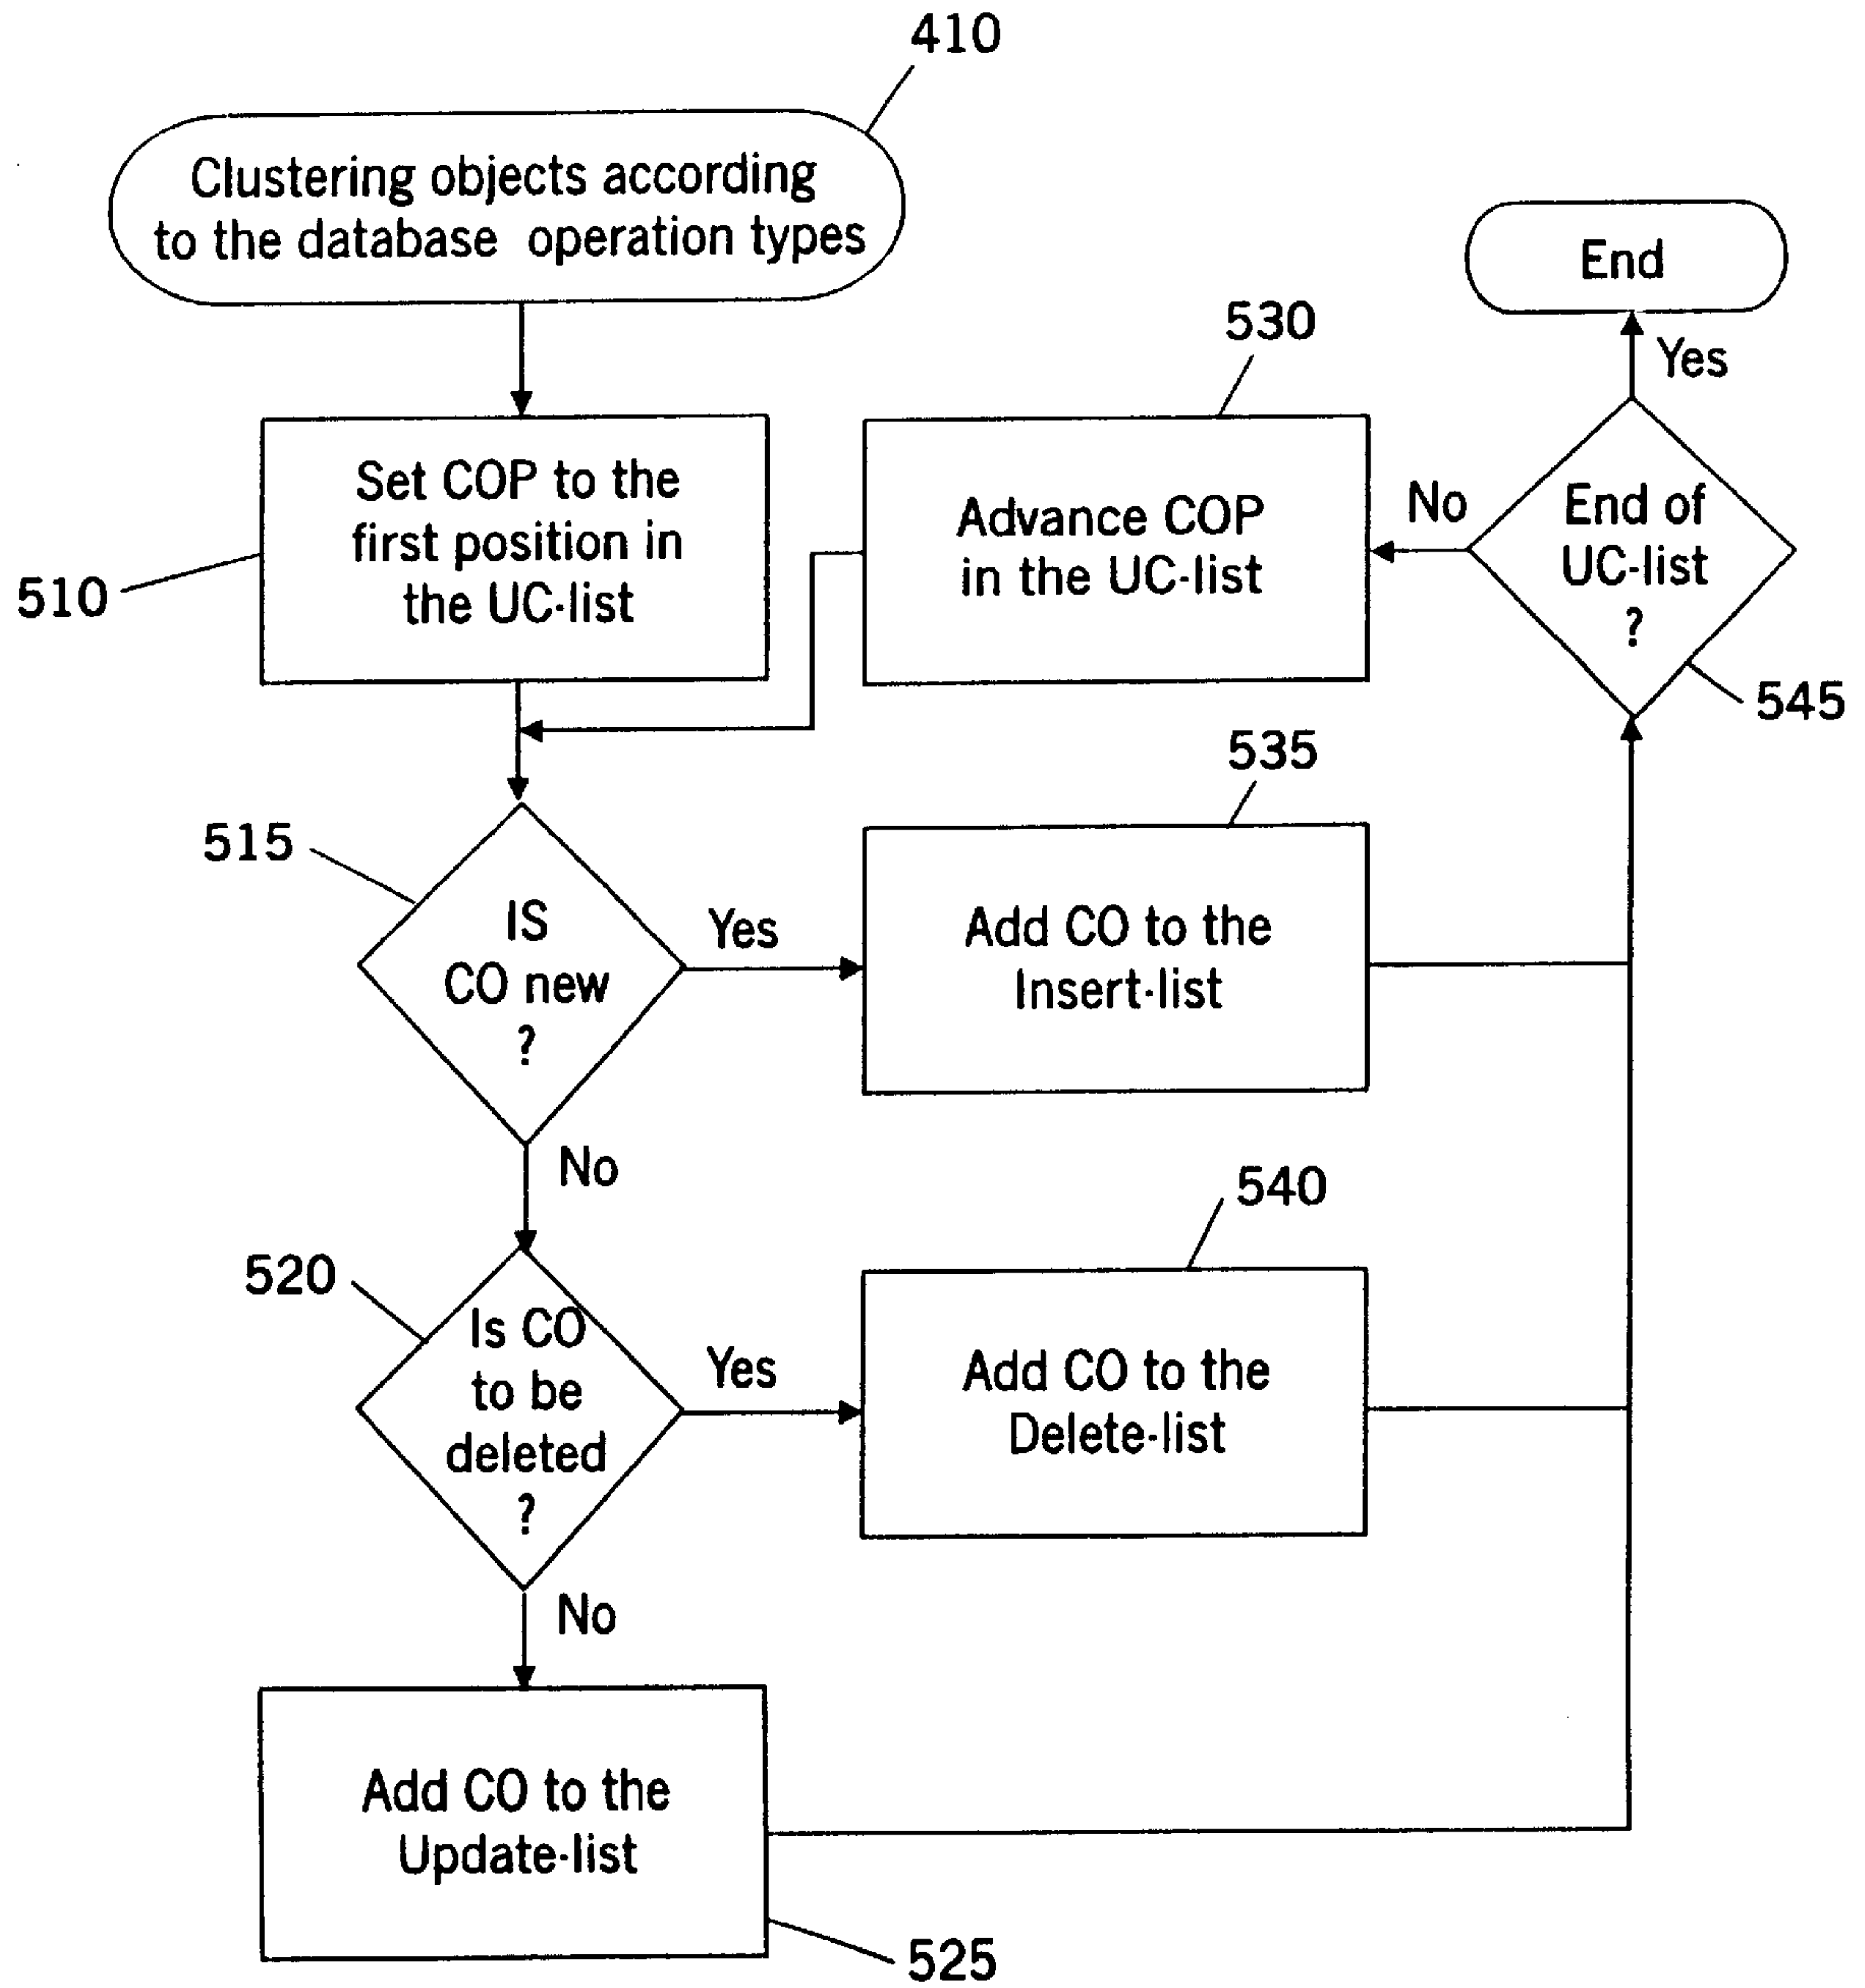 410
Clustering objects according
to the database operation types
End
530
Yes
Set COP to the
first position in
the UC-list
510
Advance COP
in the UC-list
No
End of
UC-list
?
545
535
515
IS
CO new
?
Yes
Add CO to the
Insert-list
No
540
520
Is CO
to be
deleted
?
Yes
Add CO to the
Delete-list
No
Add CO to the
Update-list
525